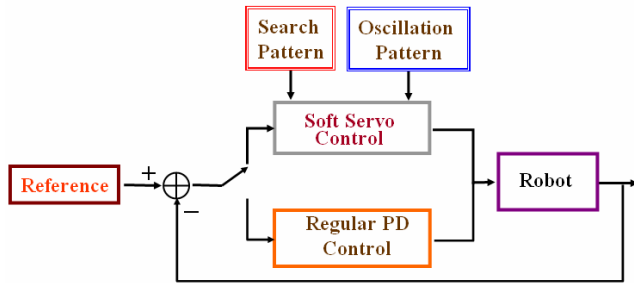 Search
Pattern
Oscillation
Pattern
Soft Servo
Control
Reference
+
−
Robot
Regular PD
Control